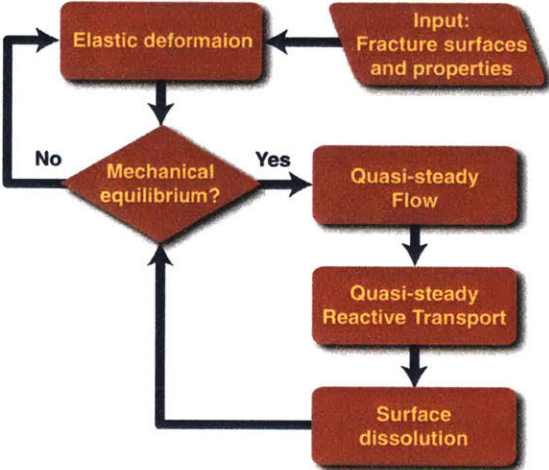 Elastic deformaion
Input:
Fracture surfaces
and properties
No
Mechanical
equilibrium?
Yes
Quasi-steady
Flow
Quasi-steady
Reactive Transport
Surface
dissolution